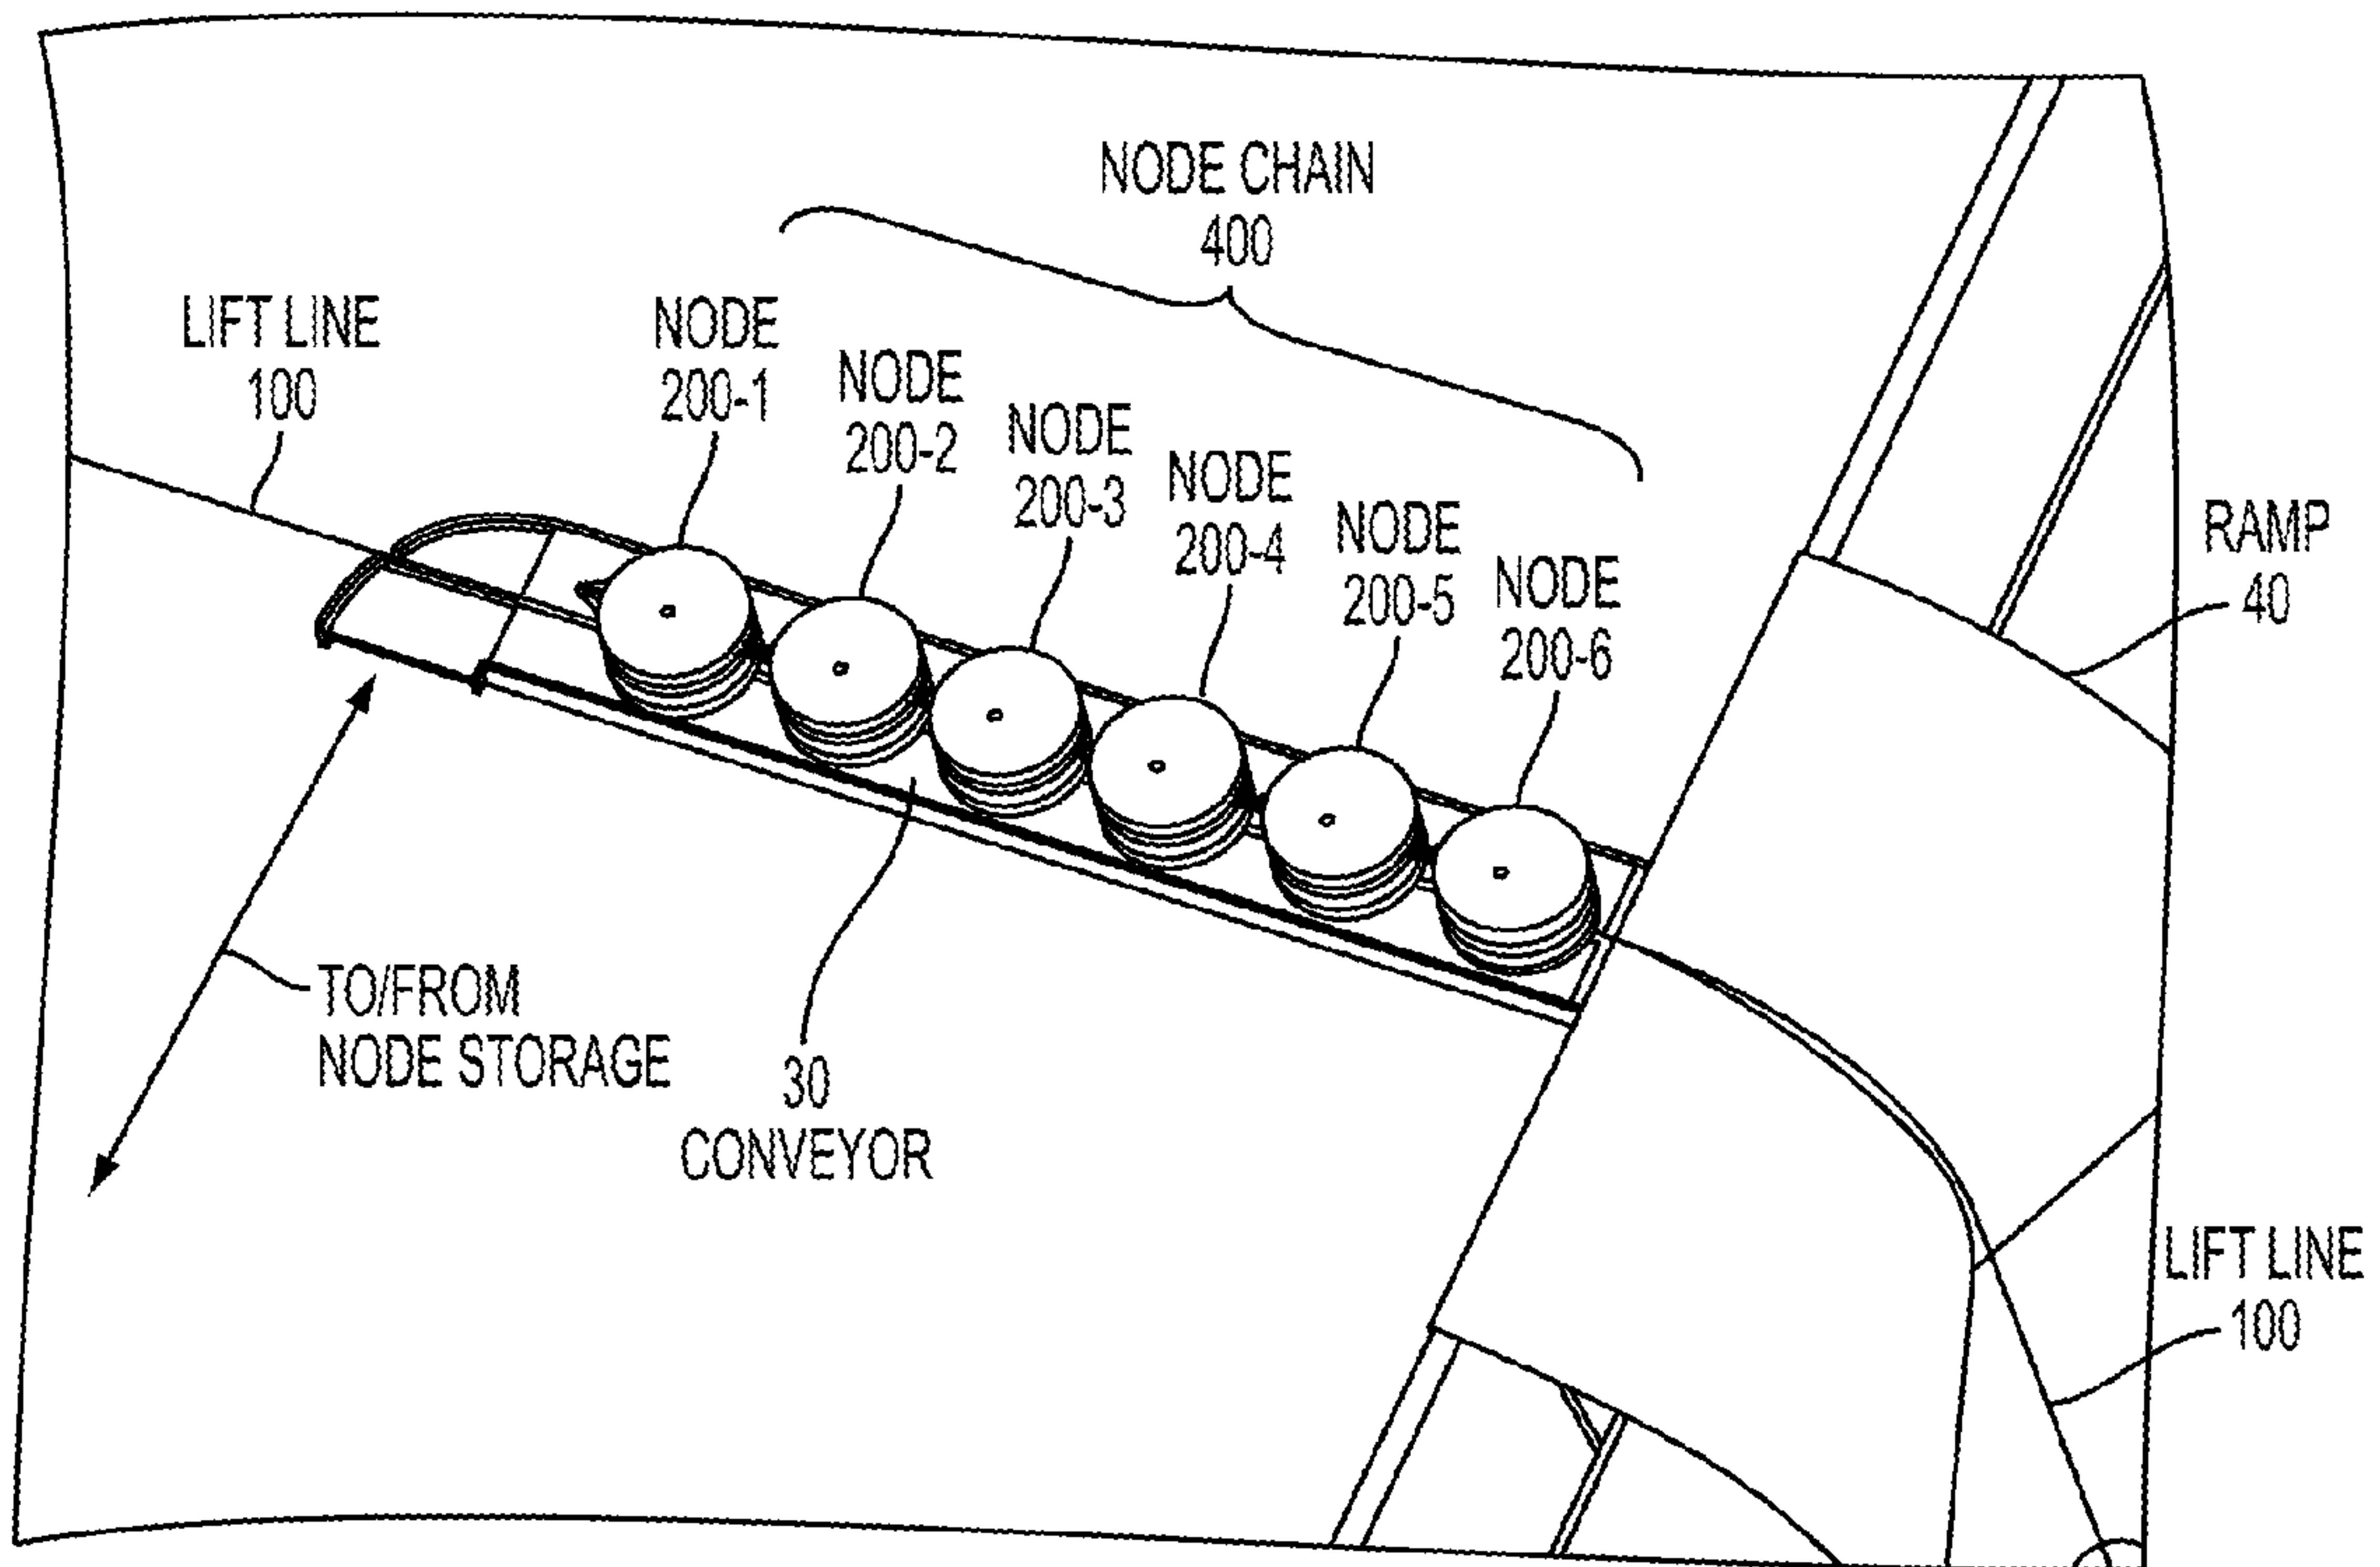 NODE CHAIN
400
LIFT LINE
100
NODE
200-1
NODE
200-2
NODE
200-3
NODE
200-4
NODE
200-5
NODE
200-6
RAMP
40
TO/FROM
NODE STORAGE
30
CONVEYOR
LIFT LINE
100